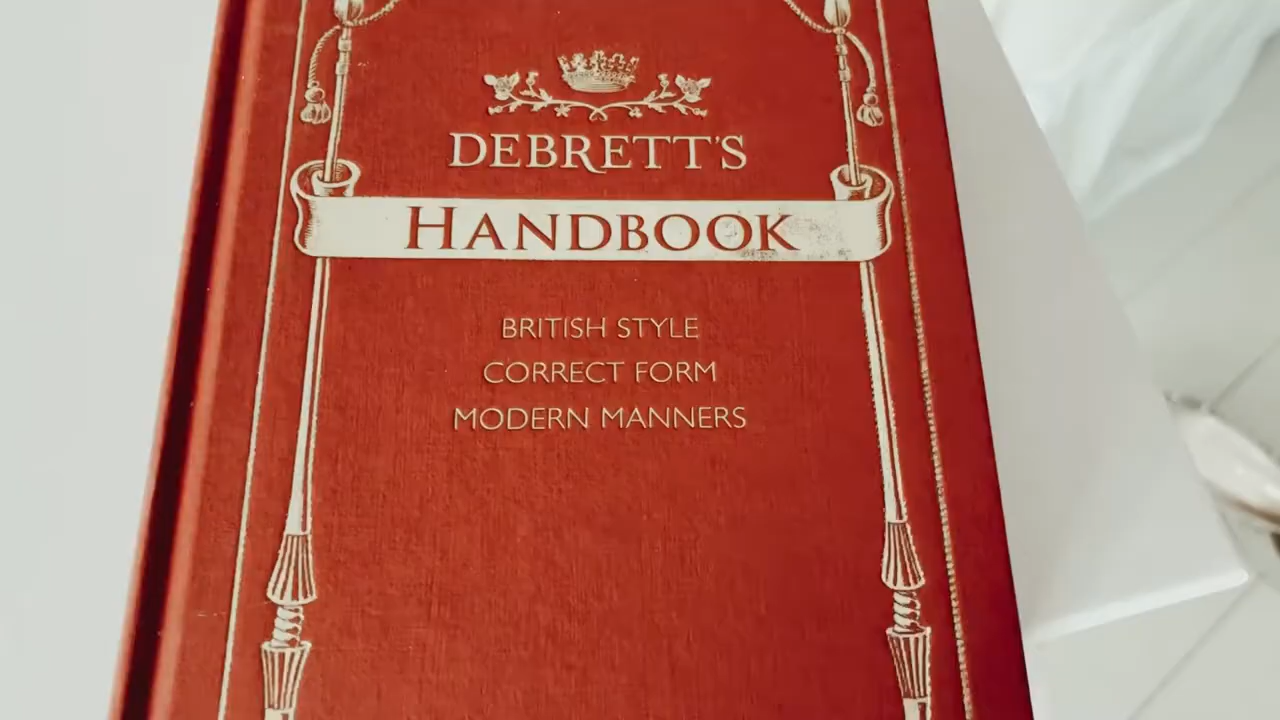 DEBRETT'S
HANDBOOK
BRITISH STYLE
CORRECT FORM
MODERN MANNERS